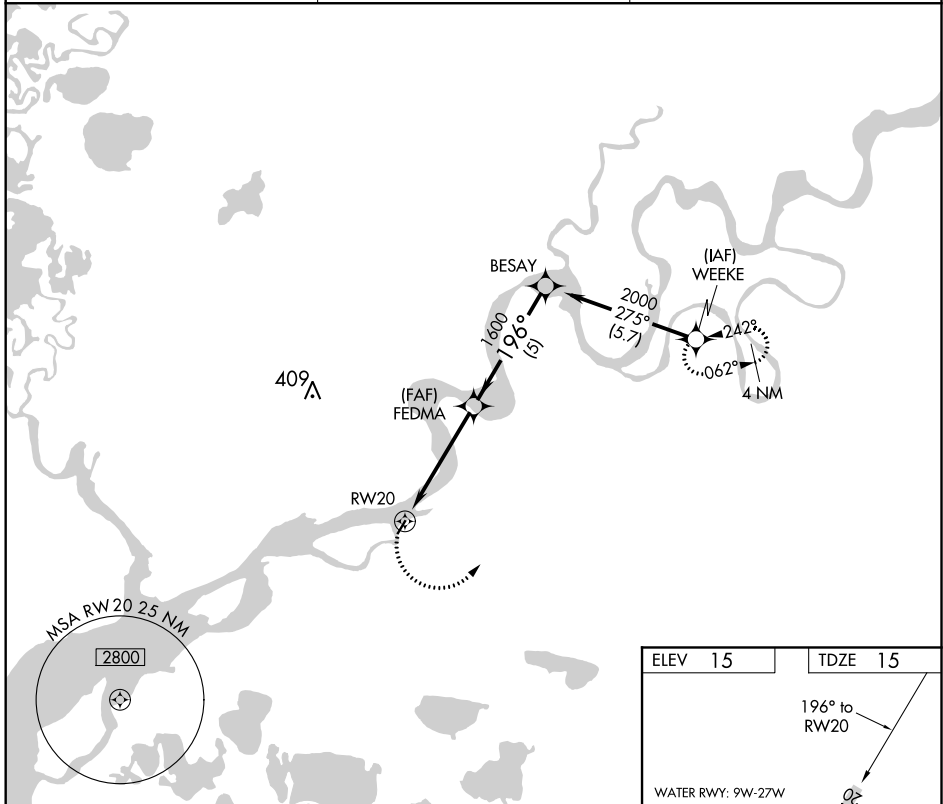 (IAF)
WEEKE
BESAY
2000
275°
(5.7)
242°
062°
4 NM
1600
196°
(5)
409
(FAF)
FEDMA
RW20
MSA RW20 25 NM
2800
ELEV 15
TDZE 15
196° to
RW20
WATER RWY: 9W-27W
20